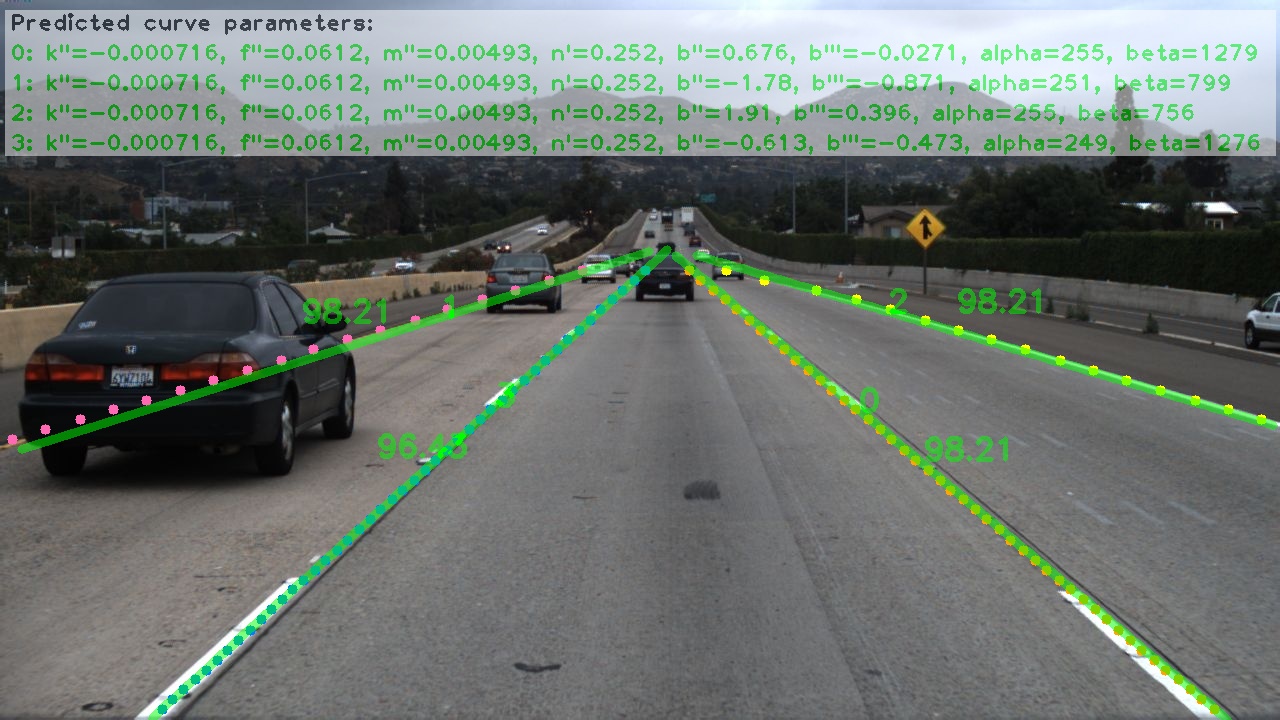 Predicted curve parameters:
0: k''=-0.000716, f''=0.0612, m''=0.00493, n'=0.252, b''=0.676, b'''=-0.0271, alpha=255, beta=1279
1: k''=-0.000716, f''=0.0612, m''=0.00493, n'=0.252, b''=-1.78, b'''=-0.871, alpha=251, beta=799
2: k''=-0.000716, f''=0.0612, m''=0.00493, n'=0.252, b''=1.91, b'''=0.396, alpha=255, beta=756
3: k''=-0.000716, f''=0.0612, m''=0.00493, n'=0.252, b''=-0.613, b'''=-0.473, alpha=249, beta=1276
98.21 1 2 98.21
3 0
96.48 98.21